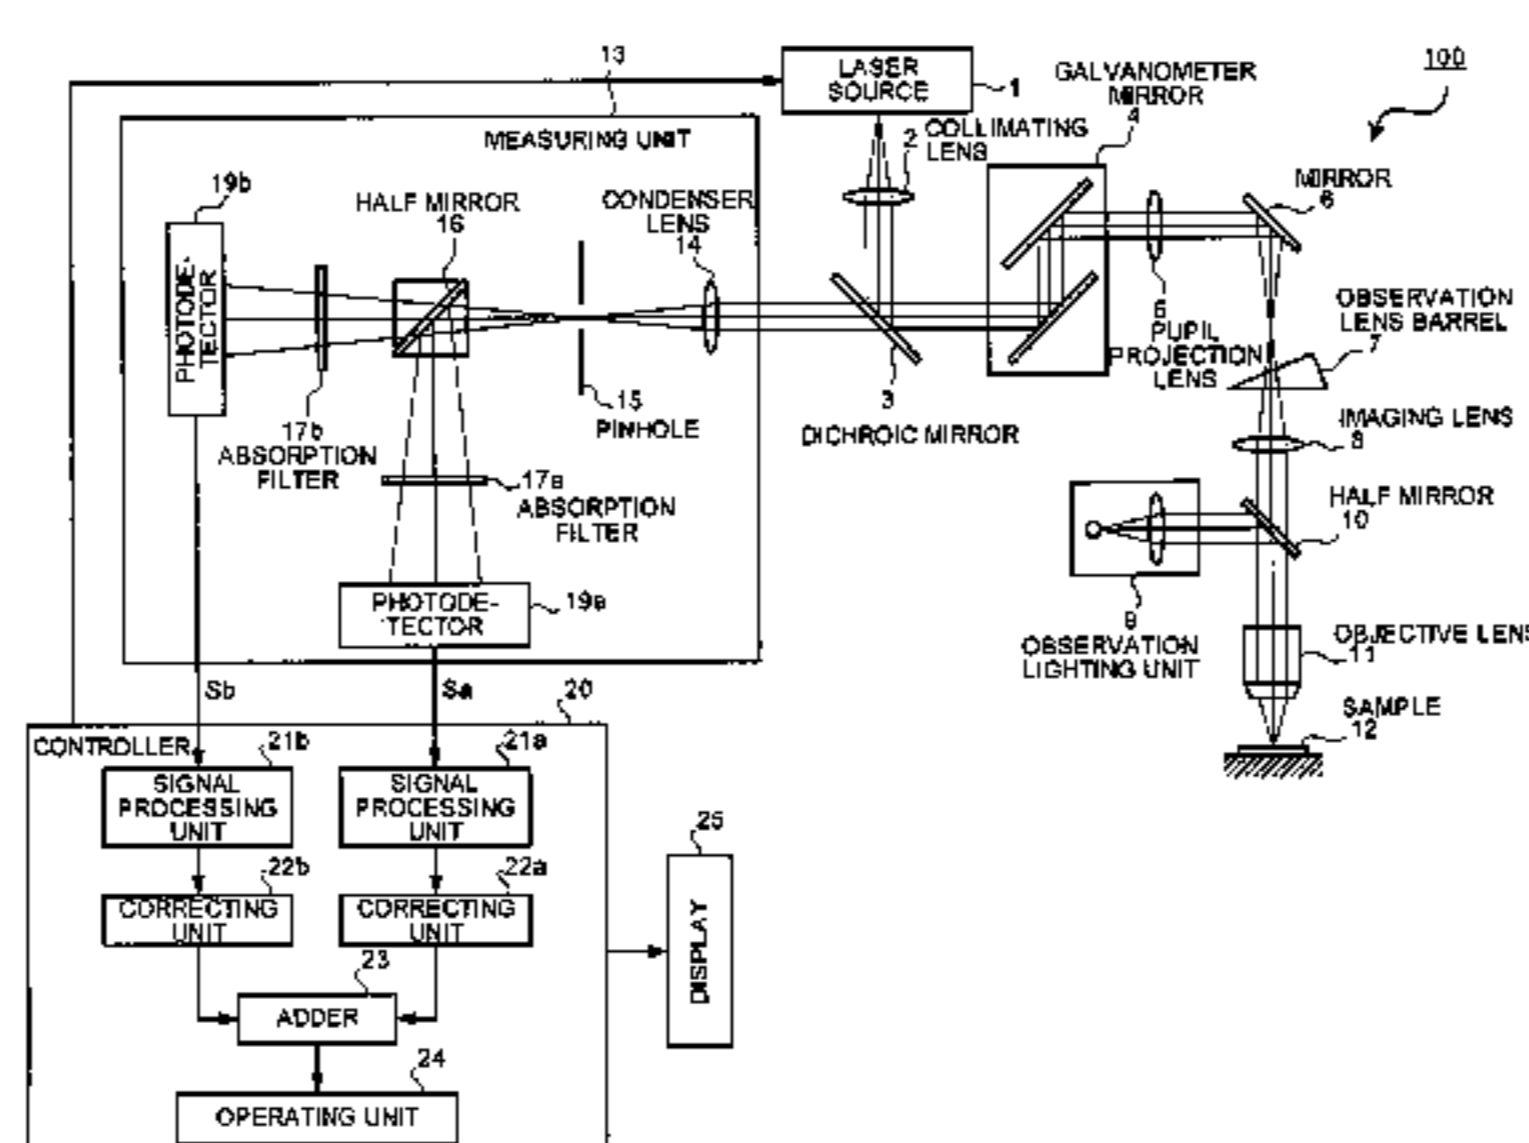 100
13
LASER
SOURCE
1
GALVANOMETER
MIRROR
4
2 COLLIMATING
LENS
MEASURING UNIT
19b
HALF MIRROR
16
CONDENSER
LENS
14
MIRROR
6
PHOTODE-
TECTOR
OBSERVATION
LENS BARREL
7
6
PUPIL
PROJECTION
LENS
3
DICHROIC MIRROR
15
PINHOLE
17b
ABSORPTION
FILTER
IMAGING LENS
8
17a
ABSORPTION
FILTER
HALF MIRROR
10
PHOTODE-
TECTOR
19a
9
OBSERVATION
LIGHTING UNIT
OBJECTIVE LENS
11
SAMPLE
12
Sb
Sa
20
CONTROLLER
21b
21a
SIGNAL
PROCESSING
UNIT
SIGNAL
PROCESSING
UNIT
22b
22a
CORRECTING
UNIT
CORRECTING
UNIT
25
DISPLAY
23
ADDER
24
OPERATING UNIT